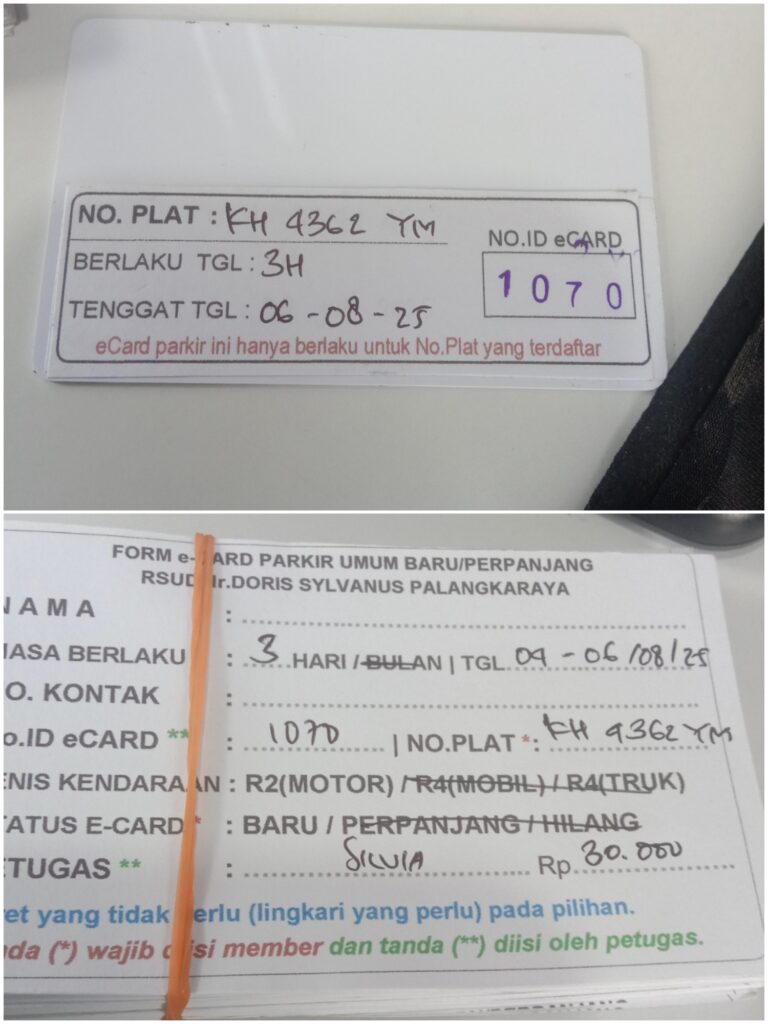 NO. PLAT : KH 4362 YM
BERLAKU TGL : 3H
TENGGAT TGL : 06-08-25
NO.ID eCARD
1070
eCard parkir ini hanya berlaku untuk No.Plat yang terdaftar
FORM e- ARD PARKIR UMUM BARU/PERPANJANG
RSUD r.DORIS SYLVANUS PALANGKARAYA
NAMA :
ASA BERLAKU : 3 HARI / BULAN | TGL 04 - 06/08/25
O. KONTAK :
o.ID eCARD ** : 1070 | NO.PLAT *: KH 4362 YM
ENIS KENDARAAN : R2(MOTOR) / R4(MOBIL) / R4(TRUK)
TATUS E-CARD * : BARU / PERPANJANG / HILANG
ETUGAS ** : SILVIA Rp 30.000
ret yang tidak erlu (lingkari yang perlu) pada pilihan.
nda (*) wajib diisi member dan tanda (**) diisi oleh petugas.